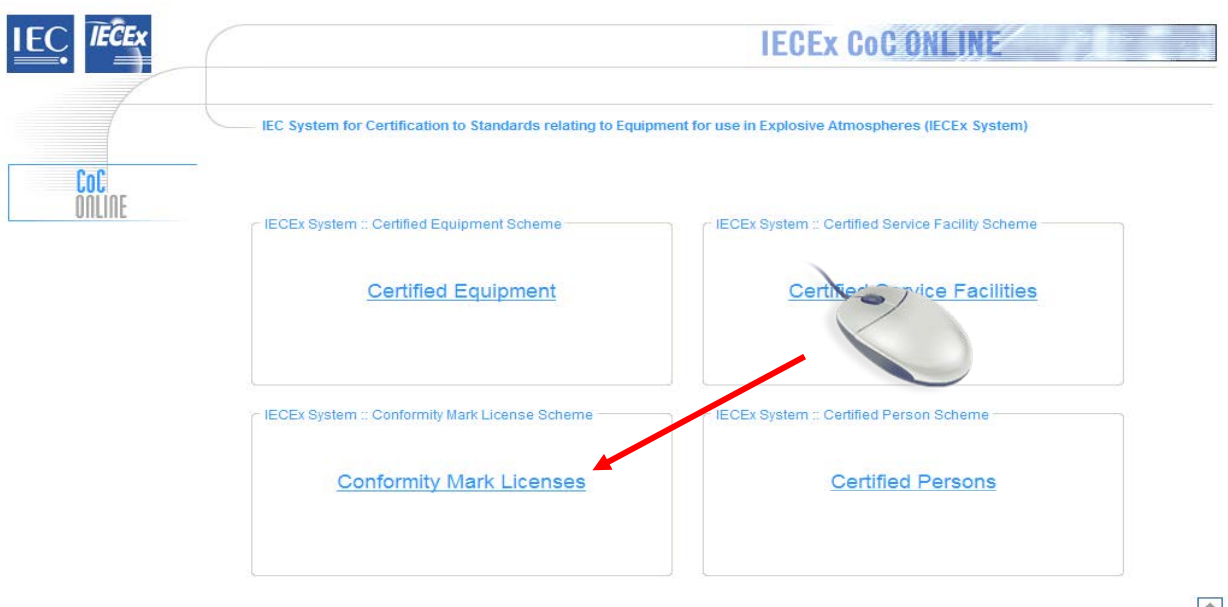 IEC IECEx
IECEx CoC ONLINE
IEC System for Certification to Standards relating to Equipment for use in Explosive Atmospheres (IECEx System)
CoC
ONLINE
IECEx System :: Certified Equipment Scheme
Certified Equipment
IECEx System :: Certified Service Facility Scheme
Certified Service Facilities
IECEx System :: Conformity Mark License Scheme
Conformity Mark Licenses
IECEx System :: Certified Person Scheme
Certified Persons